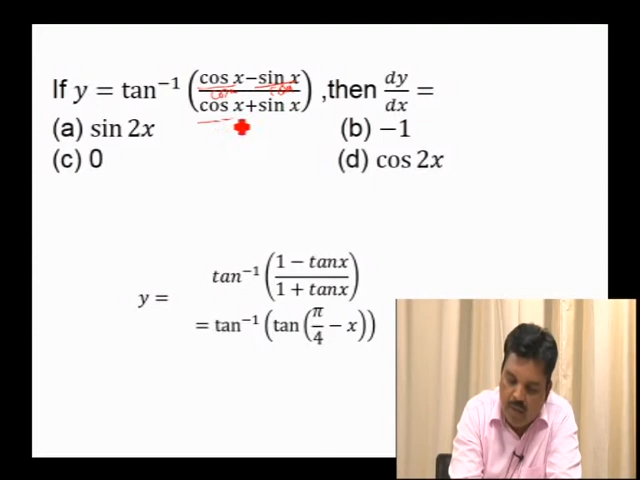 If y = tan⁻¹ ((cos x−sin x)/(cos x+sin x)) ,then dy/dx =
(a) sin 2x (b) −1
(c) 0 (d) cos 2x
y = tan⁻¹ ((1 − tanx)/(1 + tanx))
= tan⁻¹ (tan (π/4 − x))